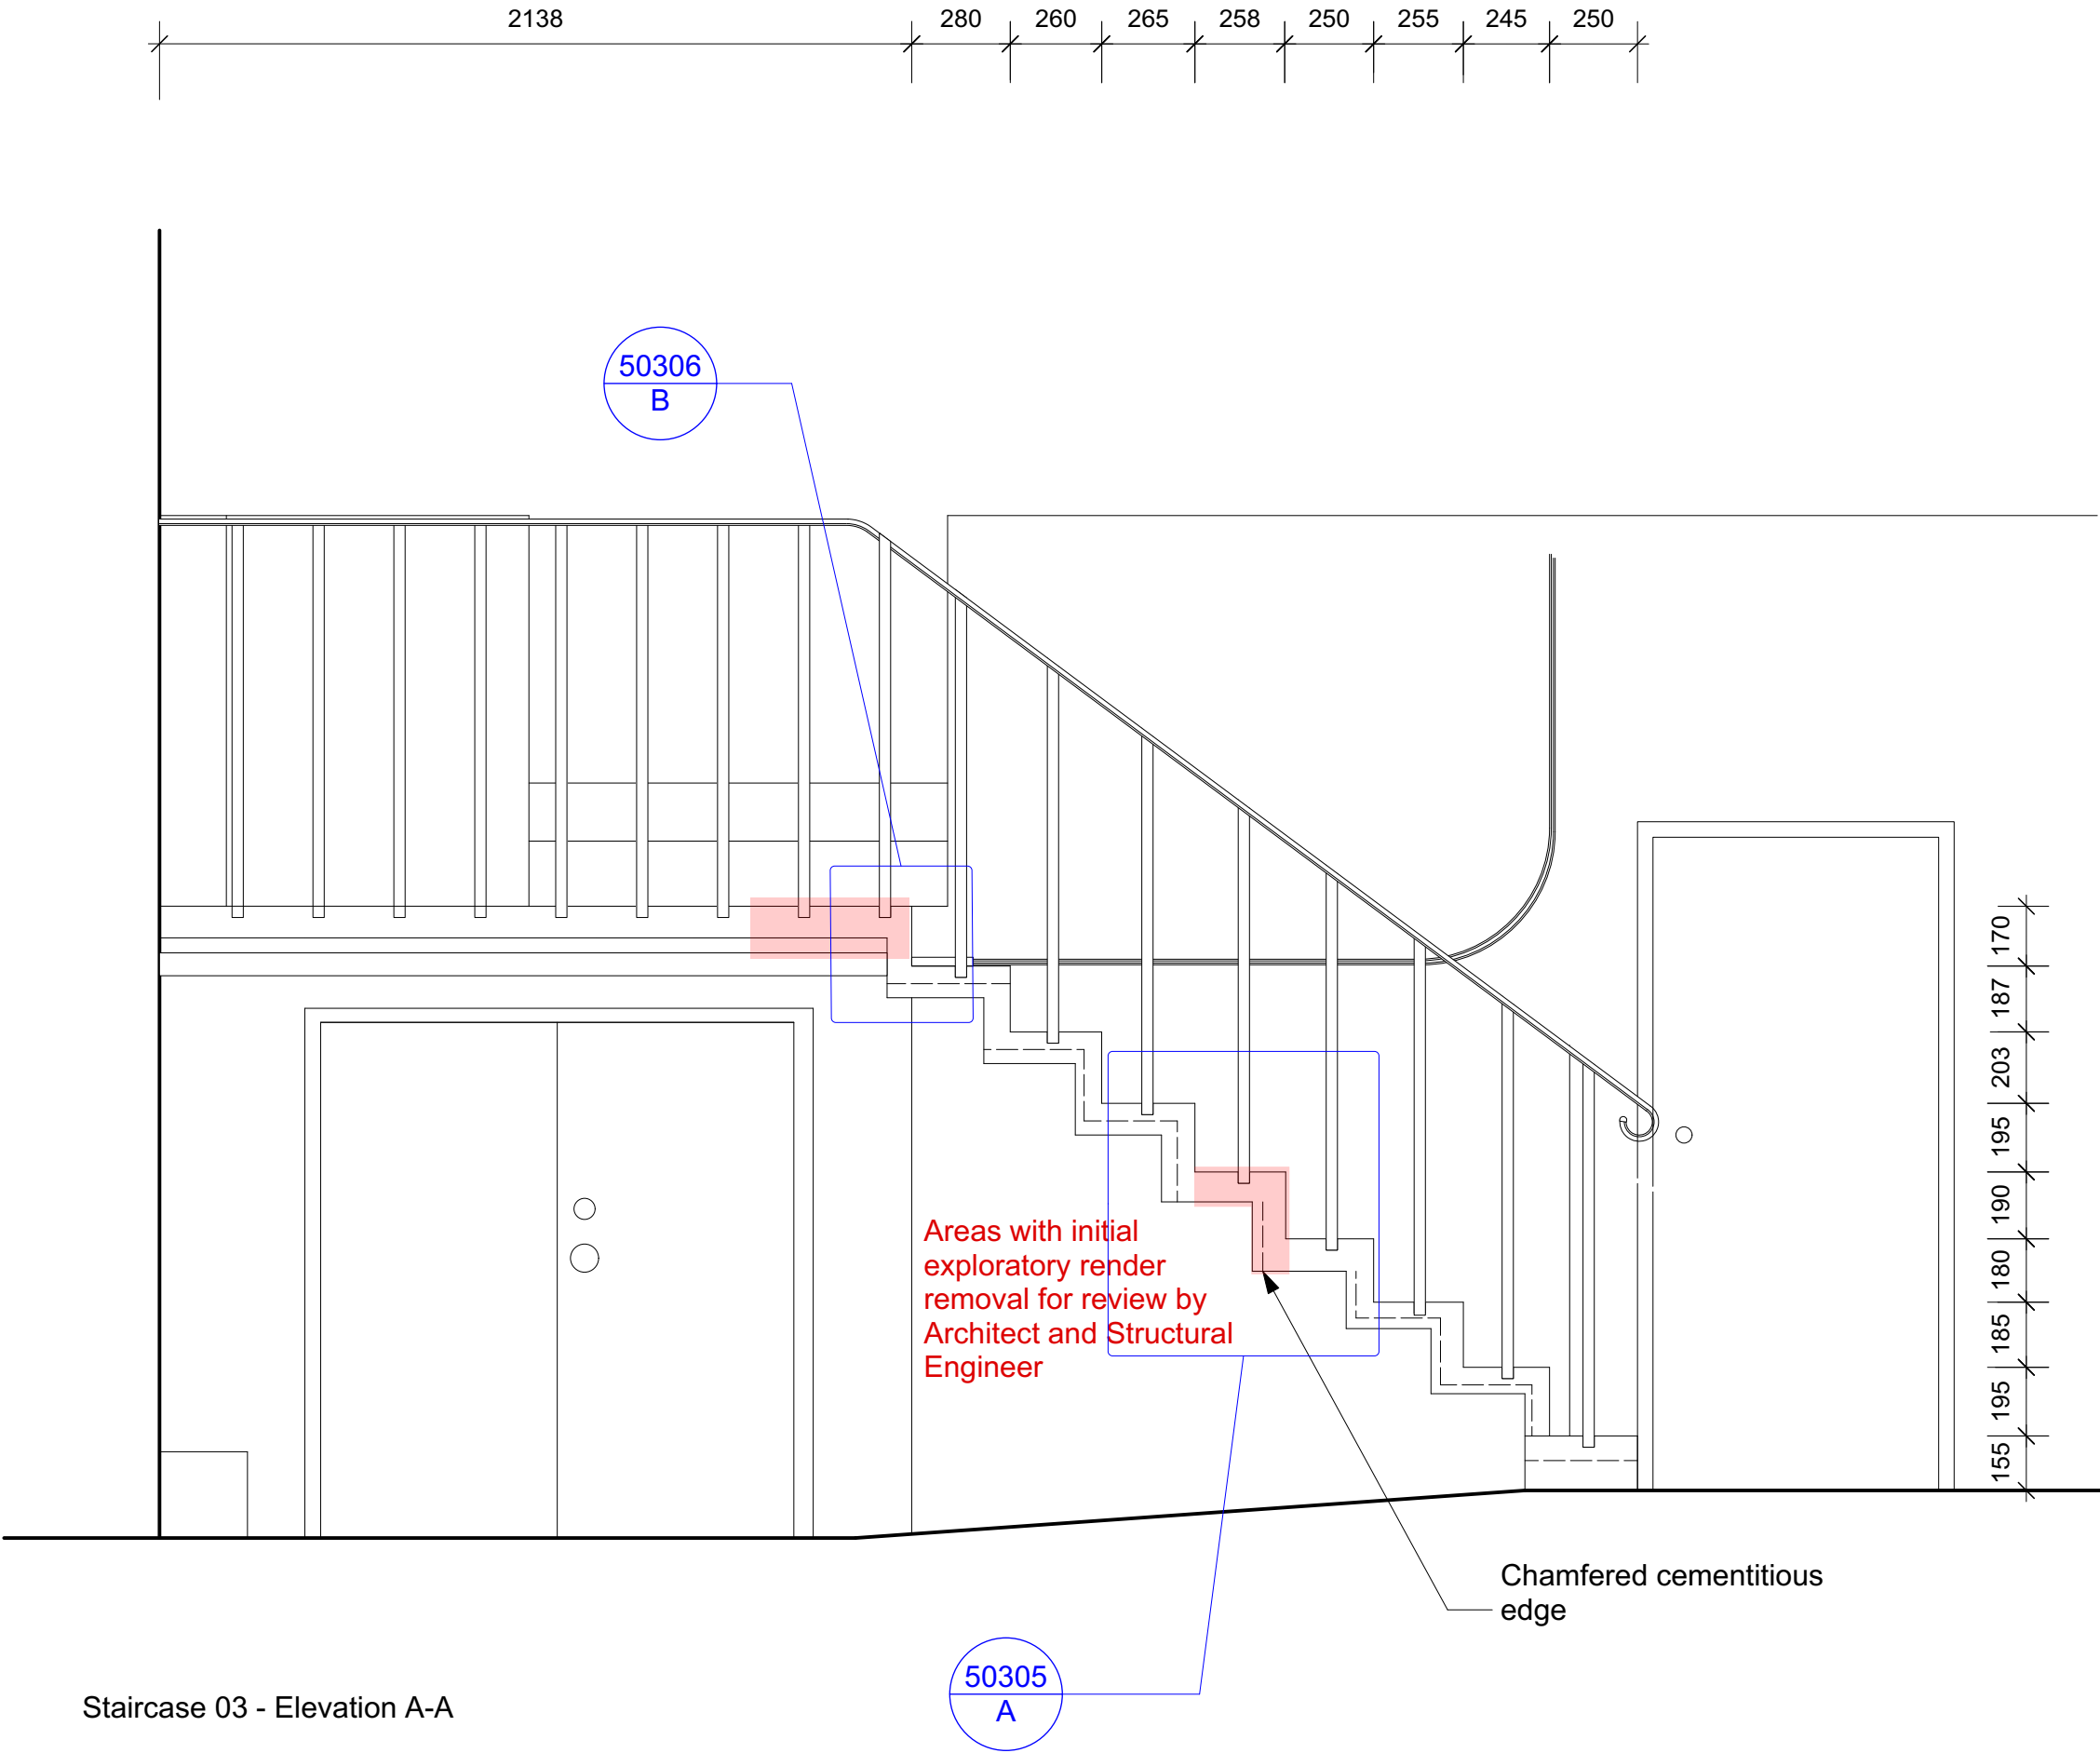 2138
280
260
265
258
250
255
245
250
50306
B
170
187
203
195
190
180
185
195
155
Areas with initial
exploratory render
removal for review by
Architect and Structural
Engineer
Chamfered cementitious
edge
50305
A
Staircase 03 - Elevation A-A